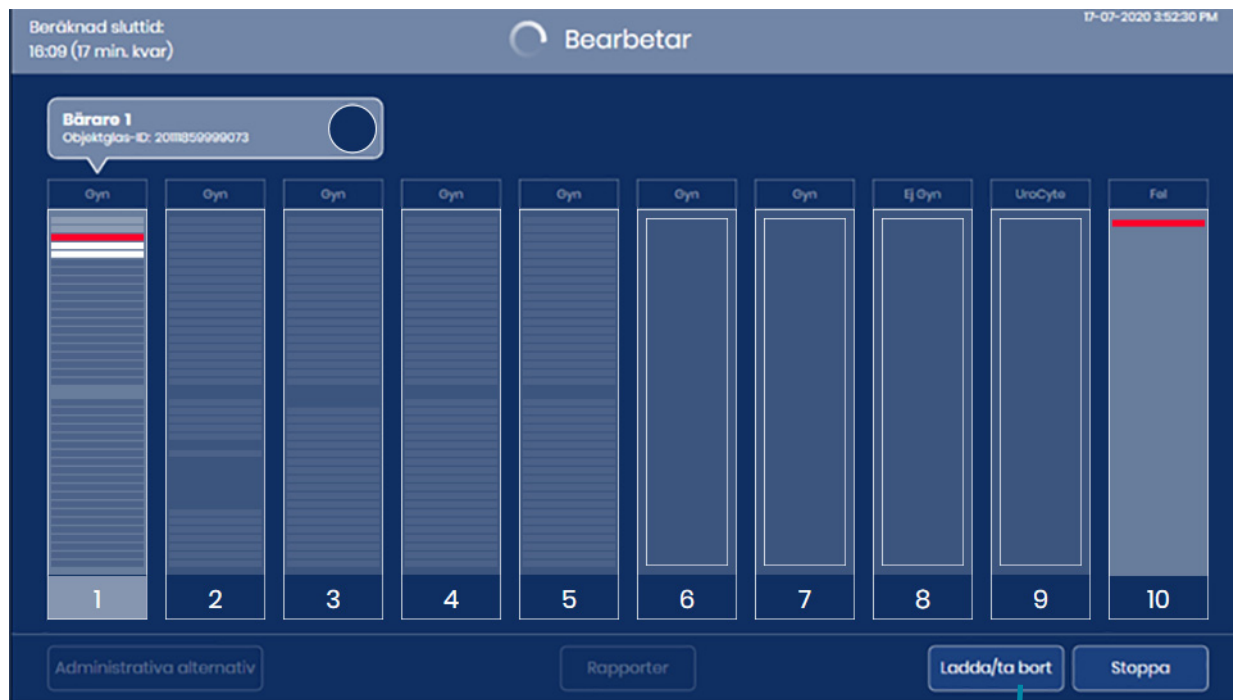 Beräknad sluttid:
16:09 (17 min. kvar)
Bearbetar
17-07-2020 3:52:30 PM
Bärare 1
Objektglas-ID: 20111859999073
Gyn Gyn Gyn Gyn Gyn Gyn Gyn Ej Gyn UroCyte Fel
1 2 3 4 5 6 7 8 9 10
Administrativa alternativ Rapporter Ladda/ta bort Stoppa